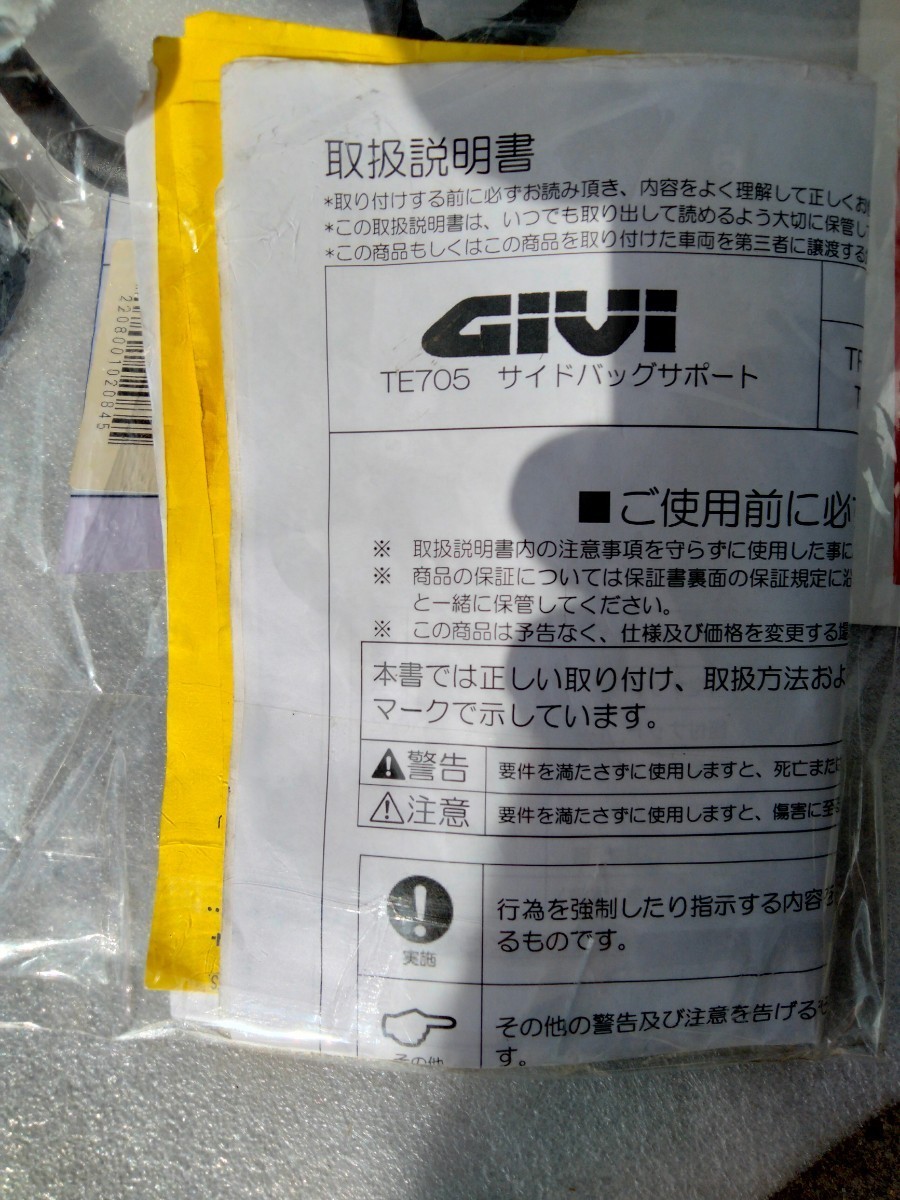 取扱説明書
*取り付けする前に必ずお読み頂き、内容をよく理解して正しくお
*この取扱説明書は、いつでも取り出して読めるよう大切に保管し
*この商品もしくはこの商品を取り付けた車両を第三者に譲渡する
GIVI
TE705 サイドバッグサポート
■ご使用前に必
※ 取扱説明書内の注意事項を守らずに使用した事に
※ 商品の保証については保証書裏面の保証規定に沿
と一緒に保管してください。
※ この商品は予告なく、仕様及び価格を変更する場
本書では正しい取り付け、取扱方法およ
マークで示しています。
警告 要件を満たさずに使用しますと、死亡また
注意 要件を満たさずに使用しますと、傷害に至
実施
行為を強制したり指示する内容を
るものです。
その他
その他の警告及び注意を告げる
す。
2208001020845